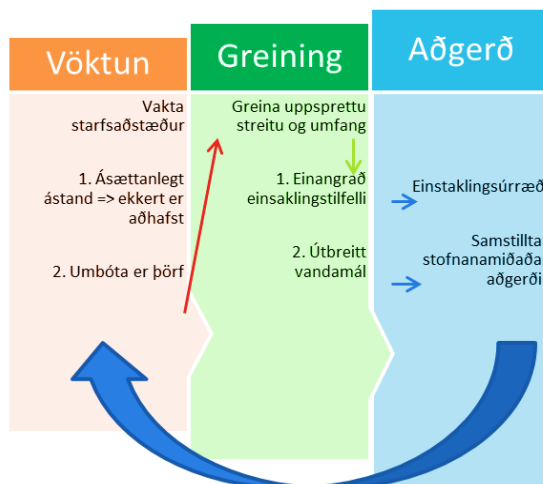 Vöktun
Vakta
starfsaðstæður
1. Ásættanlegt
ástand => ekkert er
aðhafst
2. Umbóta er þörf
Greining
Greina uppsprettu
streitu og umfang
1. Einangrað
einsaklingstilfelli
2. Útbreitt
vandamál
Aðgerð
Einstaklingsúrræð
Samstillta
stofnanamiðaða
aðgerði